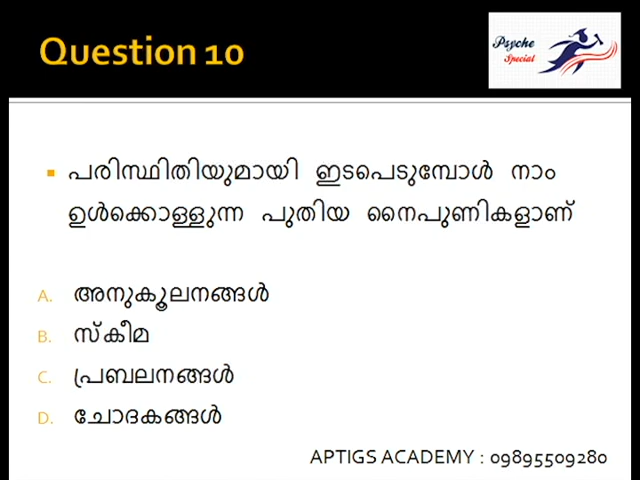 Question 10
Psyche
Special
പരിസ്ഥിതിയുമായി ഇടപെടുമ്പോൾ നാം
ഉൾക്കൊള്ളുന്ന പുതിയ നൈപുണികളാണ്
A. അനുകൂലനങ്ങൾ
B. സ്കീമ
C. പ്രബലനങ്ങൾ
D. ചോദകങ്ങൾ
APTIGS ACADEMY : 09895509280